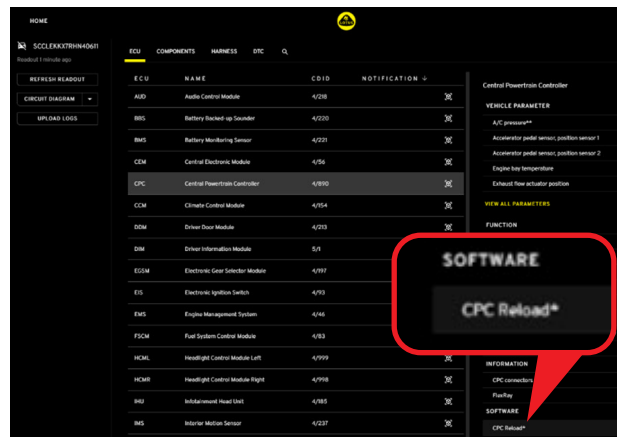 HOME
LOTUS
SCCLEKKX7RHN40611
Readout 1 minute ago
REFRESH READOUT
CIRCUIT DIAGRAM
UPLOAD LOGS
ECU COMPONENTS HARNESS DTC
ECU NAME CDID NOTIFICATION ↓
AUD Audio Control Module 4/218
BBS Battery Backed-up Sounder 4/220
BMS Battery Monitoring Sensor 4/221
CEM Central Electronic Module 4/56
CPC Central Powertrain Controller 4/890
CCM Climate Control Module 4/154
DDM Driver Door Module 4/213
DIM Driver Information Module 5/1
EGSM Electronic Gear Selector Module 4/197
EIS Electronic Ignition Switch 4/93
EMS Engine Management System 4/46
FSCM Fuel System Control Module 4/83
HCML Headlight Control Module Left 4/999
HCMR Headlight Control Module Right 4/998
IHU Infotainment Head Unit 4/185
IMS Interior Motion Sensor 4/237
Central Powertrain Controller
VEHICLE PARAMETER
A/C pressure**
Accelerator pedal sensor, position sensor 1
Accelerator pedal sensor, position sensor 2
Engine bay temperature
Exhaust flow actuator position
VIEW ALL PARAMETERS
FUNCTION
SOFTWARE
CPC Reload*
INFORMATION
CPC connectors
FlexRay
SOFTWARE
CPC Reload*